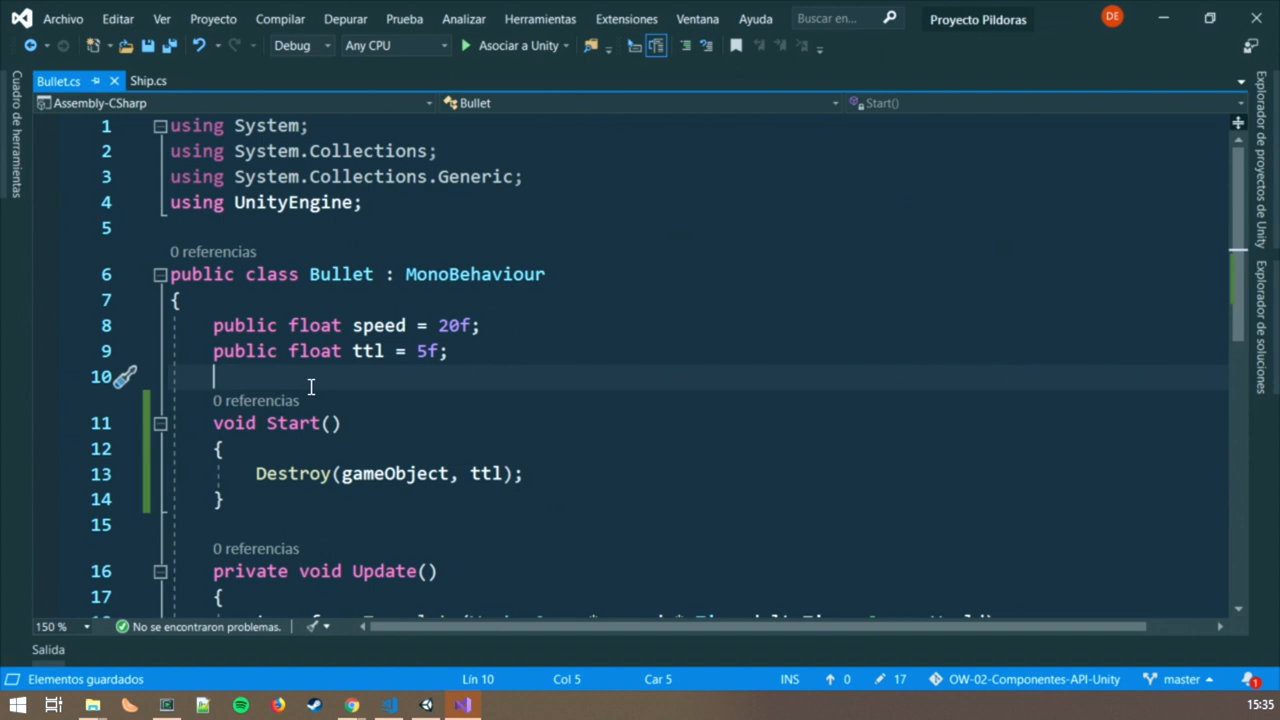 Archivo Editar Ver Proyecto Compilar Depurar Prueba Analizar Herramientas Extensiones Ventana Ayuda Buscar en... Proyecto Pildoras DE
Debug Any CPU Asociar a Unity
Bullet.cs Ship.cs
Assembly-CSharp Bullet Start()
Cuadro de herramientas
Explorador de proyectos de Unity
Explorador de soluciones
1 using System;
2 using System.Collections;
3 using System.Collections.Generic;
4 using UnityEngine;
5
0 referencias
6 public class Bullet : MonoBehaviour
7 {
8 public float speed = 20f;
9 public float ttl = 5f;
10
0 referencias
11 void Start()
12 {
13 Destroy(gameObject, ttl);
14 }
15
0 referencias
16 private void Update()
17 {
150 % No se encontraron problemas.
Salida
Elementos guardados Lín 10 Col 5 Car 5 INS 0 17 OW-02-Componentes-API-Unity master 1
15:35